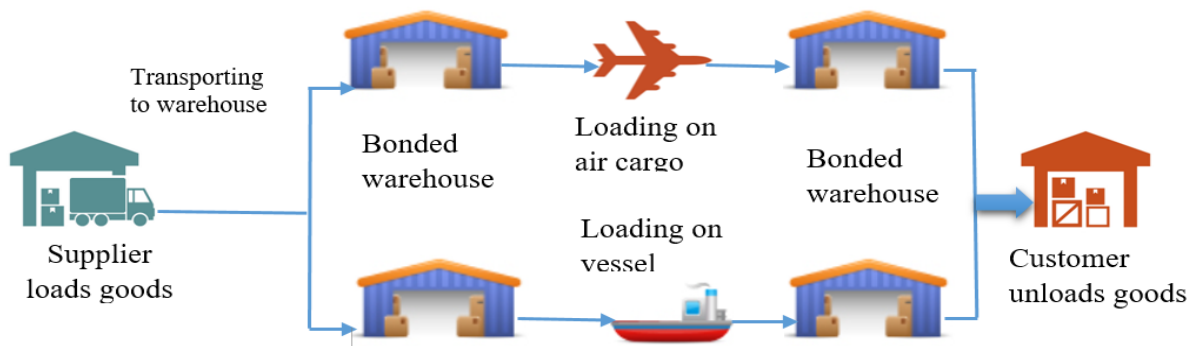 Transporting
to warehouse
Supplier
loads goods
Bonded
warehouse
Loading on
air cargo
Loading on
vessel
Bonded
warehouse
Customer
unloads goods